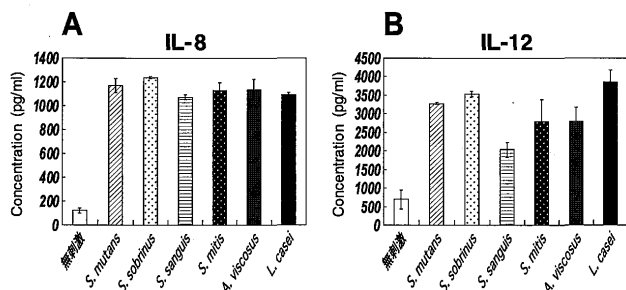 A
IL-8
Concentration (pg/ml)
1400
1200
1000
800
600
400
200
0
無刺激
S. mutans
S. sobrinus
S. sanguis
S. mitis
A. viscosus
L. casei
B
IL-12
Concentration (pg/ml)
4500
4000
3500
3000
2500
2000
1500
1000
500
0
無刺激
S. mutans
S. sobrinus
S. sanguis
S. mitis
A. viscosus
L. casei